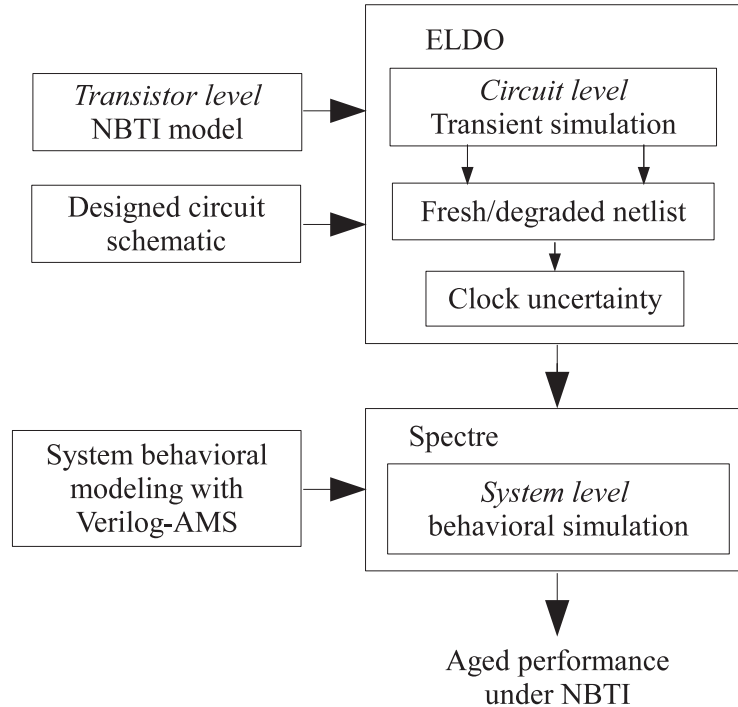 ELDO
Transistor level
NBTI model
Circuit level
Transient simulation
Designed circuit
schematic
Fresh/degraded netlist
Clock uncertainty
System behavioral
modeling with
Verilog-AMS
Spectre
System level
behavioral simulation
Aged performance
under NBTI